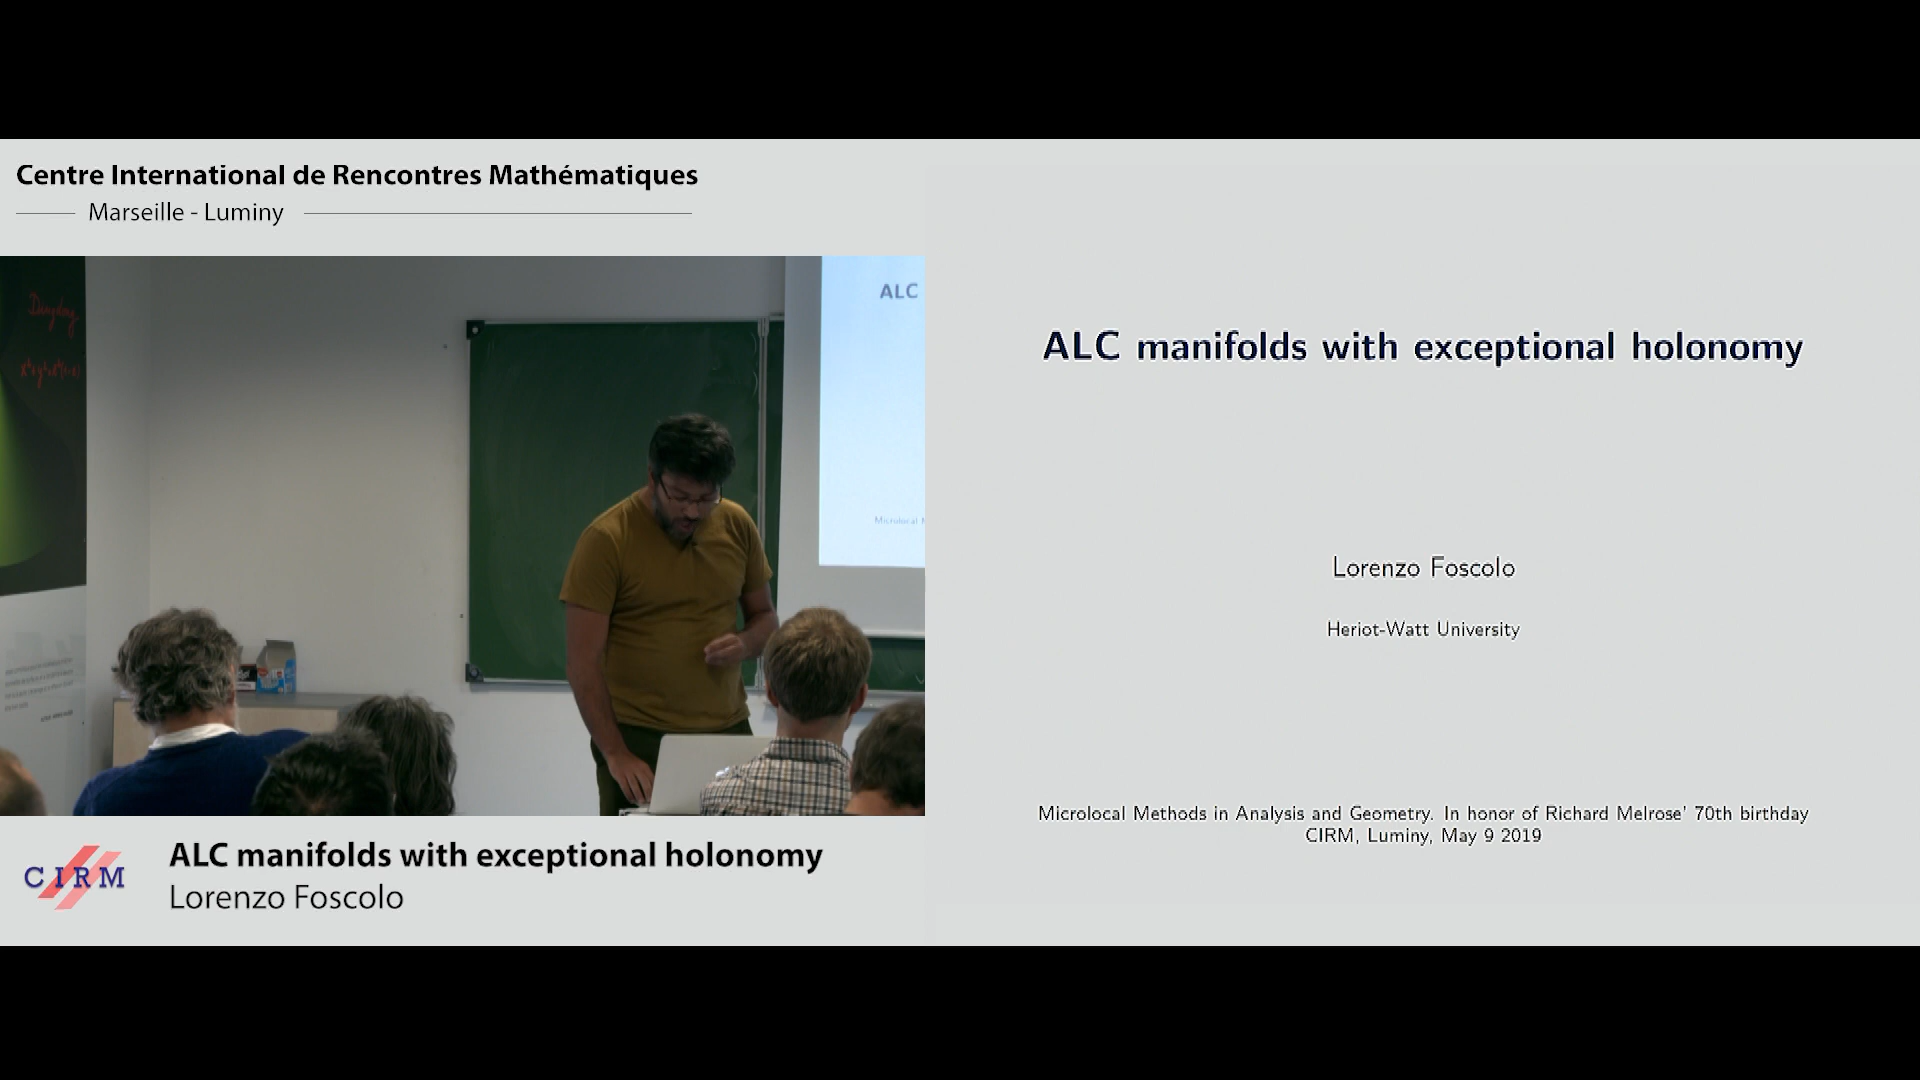 Centre International de Rencontres Mathématiques
Marseille - Luminy
ALC
Microlocal
ALC manifolds with exceptional holonomy
Lorenzo Foscolo
Heriot-Watt University
Microlocal Methods in Analysis and Geometry. In honor of Richard Melrose' 70th birthday
CIRM, Luminy, May 9 2019
CIRM
ALC manifolds with exceptional holonomy
Lorenzo Foscolo